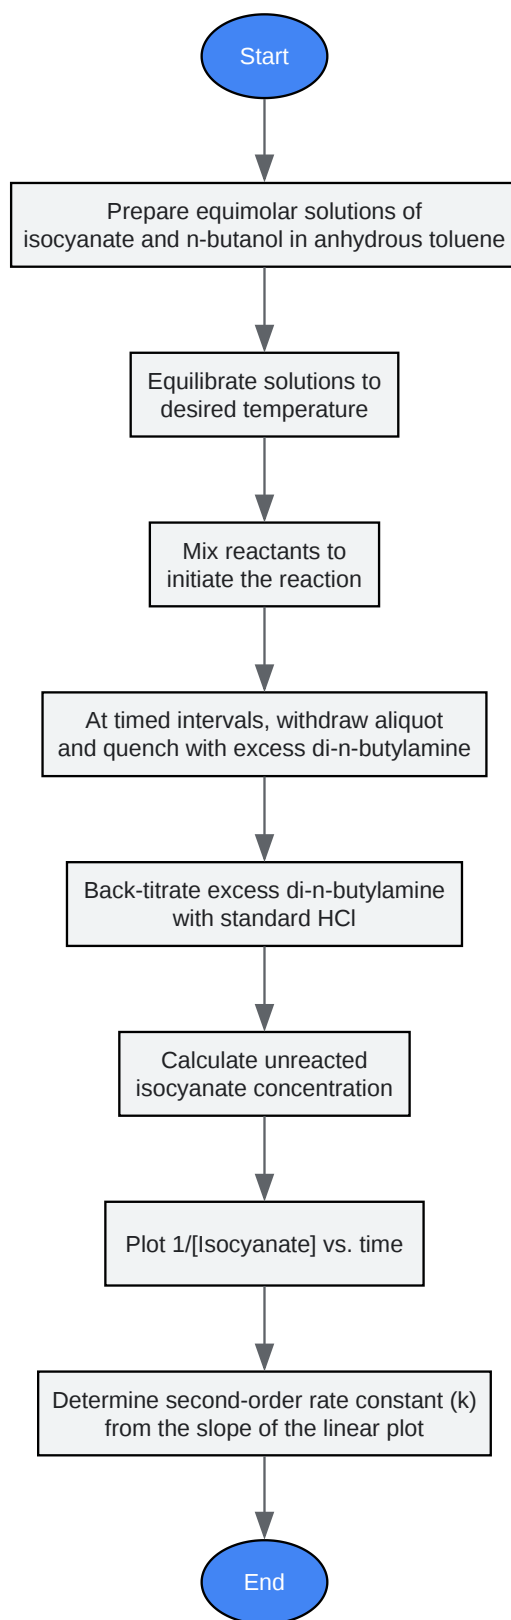 Start
Prepare equimolar solutions of
isocyanate and n-butanol in anhydrous toluene
Equilibrate solutions to
desired temperature
Mix reactants to
initiate the reaction
At timed intervals, withdraw aliquot
and quench with excess di-n-butylamine
Back-titrate excess di-n-butylamine
with standard HCl
Calculate unreacted
isocyanate concentration
Plot 1/[Isocyanate] vs. time
Determine second-order rate constant (k)
from the slope of the linear plot
End